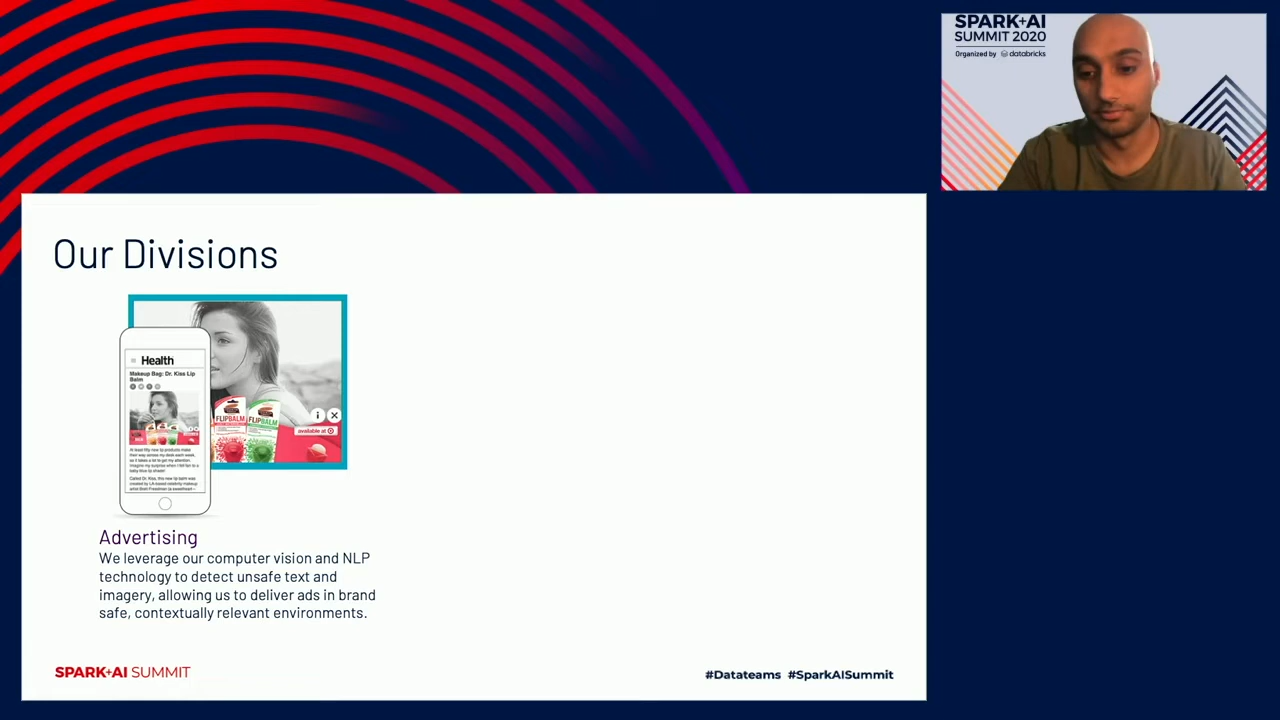 SPARK+AI
SUMMIT 2020
Organized by databricks
Our Divisions
Health
Makeup Bag: Dr. Kiss Lip
Balm
FLIPBALM
FLIPBALM
available at
Advertising
We leverage our computer vision and NLP
technology to detect unsafe text and
imagery, allowing us to deliver ads in brand
safe, contextually relevant environments.
SPARK+AI SUMMIT
#Datateams #SparkAISummit